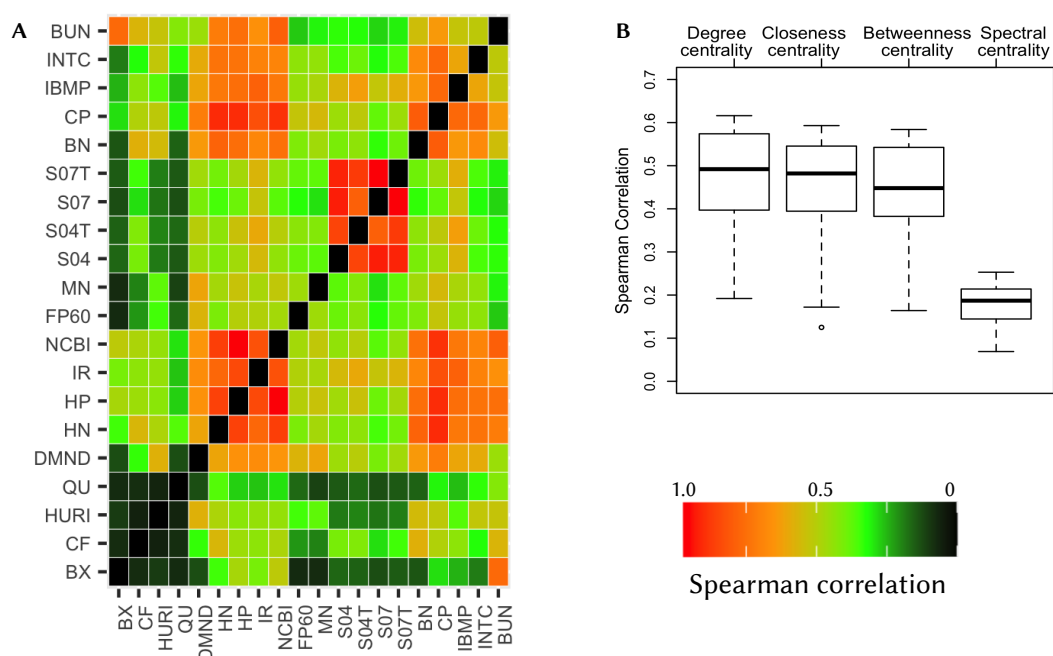 A
BUN
INTC
IBMP
CP
BN
S07T
S07
S04T
S04
MN
FP60
NCBI
IR
HP
HN
DMND
QU
HURI
CF
BX
BX
CF
HURI
QU
DMND
HN
HP
IR
NCBI
FP60
MN
S04
S04T
S07
S07T
BN
CP
IBMP
INTC
BUN
B
Degree centrality
Closeness centrality
Betweenness centrality
Spectral centrality
Spearman Correlation
0.7
0.6
0.5
0.4
0.3
0.2
0.1
0.0
1.0 0.5 0
Spearman correlation